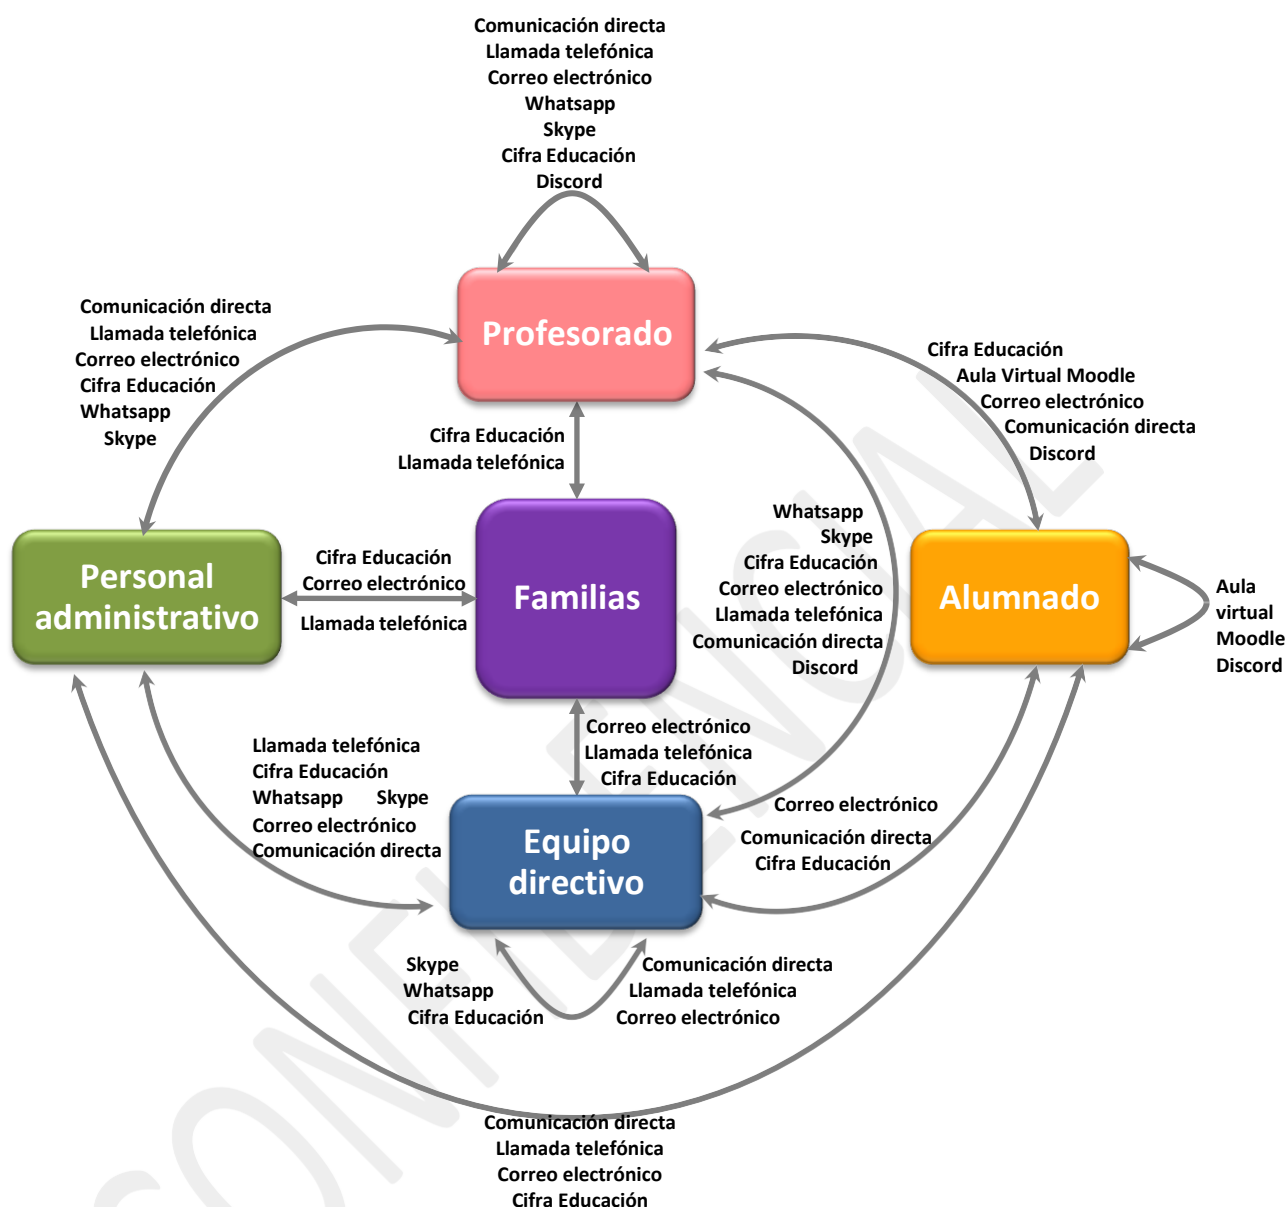 Comunicación directa
Llamada telefónica
Correo electrónico
Whatsapp
Skype
Cifra Educación
Discord
Profesorado
Comunicación directa
Llamada telefónica
Correo electrónico
Cifra Educación
Whatsapp
Skype
Cifra Educación
Aula Virtual Moodle
Correo electrónico
Comunicación directa
Discord
Cifra Educación
Llamada telefónica
Whatsapp
Skype
Cifra Educación
Correo electrónico
Llamada telefónica
Comunicación directa
Discord
Personal
administrativo
Cifra Educación
Correo electrónico
Llamada telefónica
Familias
Alumnado
Aula
virtual
Moodle
Discord
Correo electrónico
Llamada telefónica
Cifra Educación
Llamada telefónica
Cifra Educación
Whatsapp Skype
Correo electrónico
Comunicación directa
Equipo
directivo
Correo electrónico
Comunicación directa
Cifra Educación
Skype
Whatsapp
Cifra Educación
Comunicación directa
Llamada telefónica
Correo electrónico
Comunicación directa
Llamada telefónica
Correo electrónico
Cifra Educación
CONFIDENCIAL